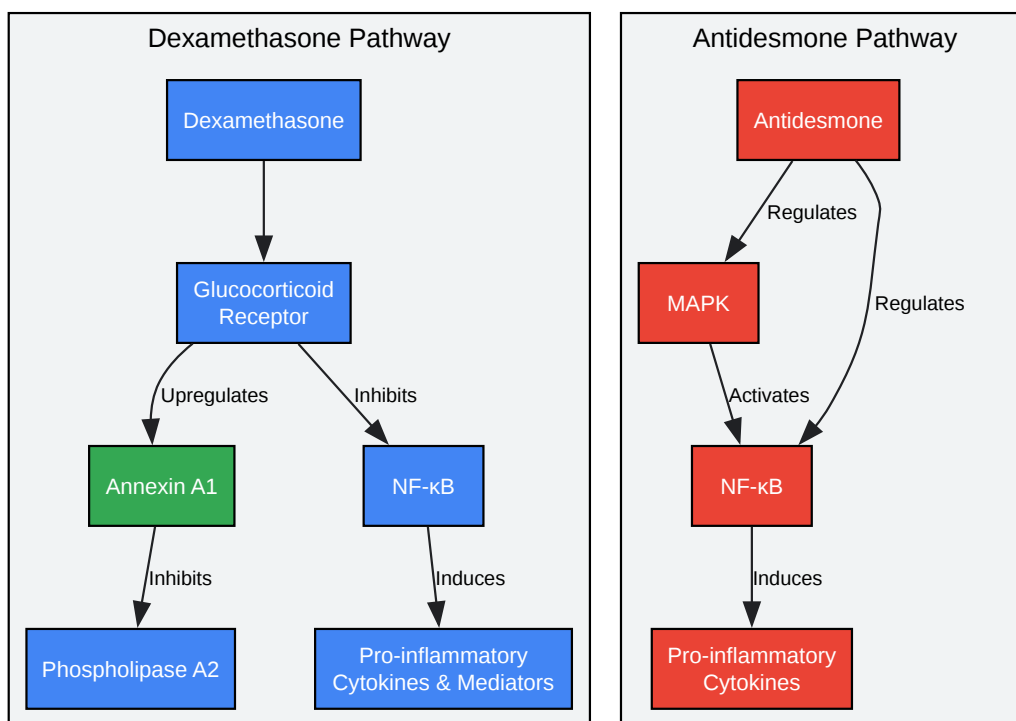 Dexamethasone Pathway
Dexamethasone
Glucocorticoid
Receptor
Upregulates
Inhibits
Annexin A1
NF-κB
Inhibits
Induces
Phospholipase A2
Pro-inflammatory
Cytokines & Mediators
Antidesmone Pathway
Antidesmone
Regulates
MAPK
Regulates
Activates
NF-κB
Induces
Pro-inflammatory
Cytokines